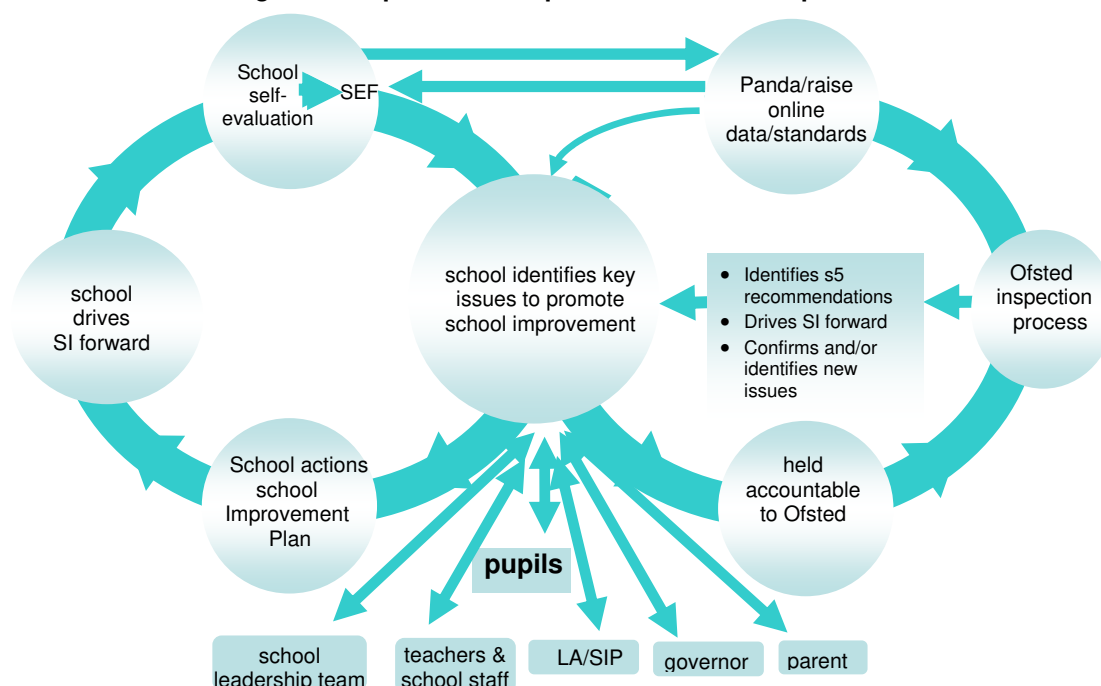 School
self-
evaluation
SEF
Panda/raise
online
data/standards
school identifies key
issues to promote
school improvement
• Identifies s5
recommendations
• Drives SI forward
• Confirms and/or
identifies new
issues
Ofsted
inspection
process
school
drives
SI forward
School actions
school
Improvement
Plan
held
accountable
to Ofsted
pupils
school
leadership team
teachers &
school staff
LA/SIP
governor
parent